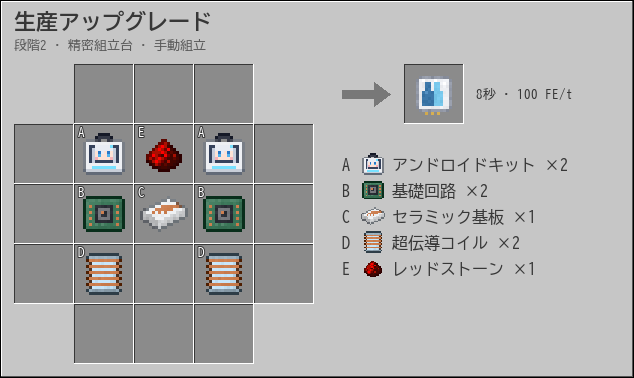 生産アップグレード
段階2 · 精密組立台 · 手動組立
A E A
B C B
D D
8秒 · 100 FE/t
A アンドロイドキット ×2
B 基礎回路 ×2
C セラミック基板 ×1
D 超伝導コイル ×2
E レッドストーン ×1